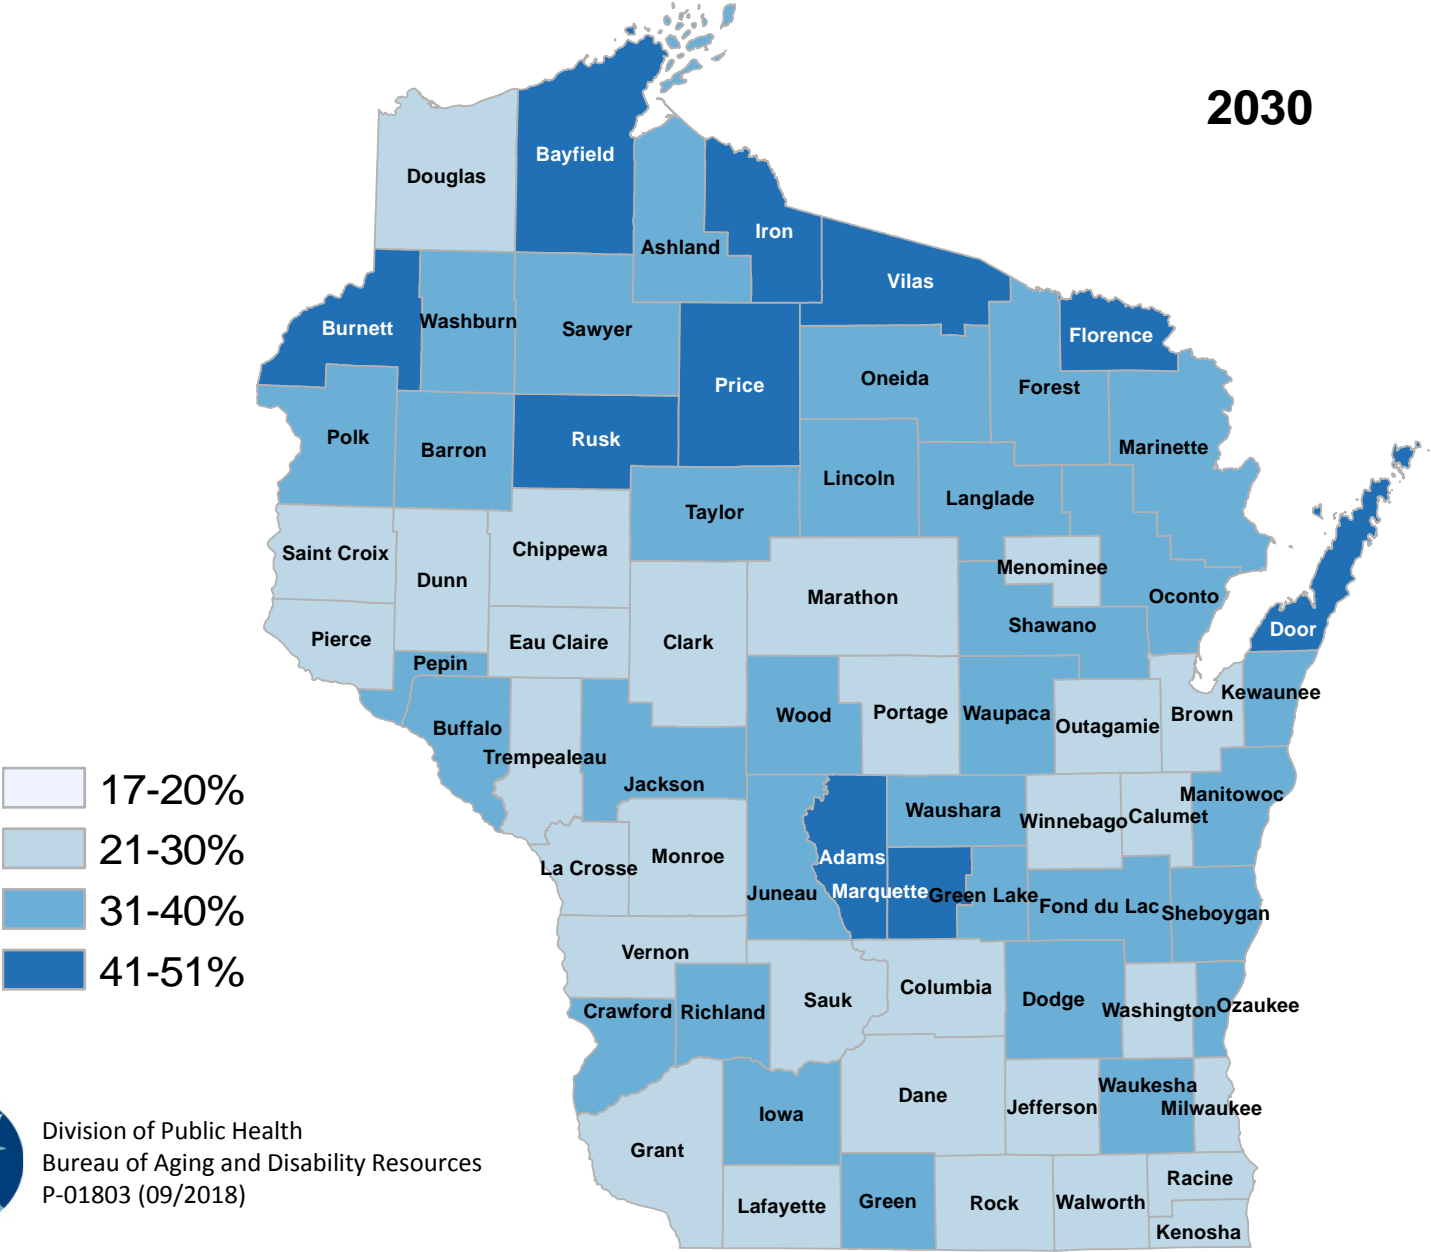 2030
Bayfield
Douglas
Iron
Ashland
Vilas
Burnett
Washburn
Sawyer
Florence
Price
Oneida
Forest
Polk
Barron
Rusk
Marinette
Lincoln
Langlade
Taylor
Saint Croix
Chippewa
Menominee
Dunn
Marathon
Oconto
Shawano
Door
Pierce
Eau Claire
Clark
Pepin
Kewaunee
Buffalo
Wood
Portage
Waupaca
Outagamie
Brown
Trempealeau
Jackson
17-20%
Manitowoc
Waushara
Winnebago
Calumet
21-30%
La Crosse
Monroe
Adams
Juneau
Marquette
Green Lake
Fond du Lac
Sheboygan
31-40%
Vernon
41-51%
Columbia
Sauk
Dodge
Crawford
Richland
Washington
Ozaukee
Dane
Waukesha
Jefferson
Milwaukee
Iowa
Grant
Division of Public Health
Bureau of Aging and Disability Resources
P-01803 (09/2018)
Racine
Lafayette
Green
Rock
Walworth
Kenosha